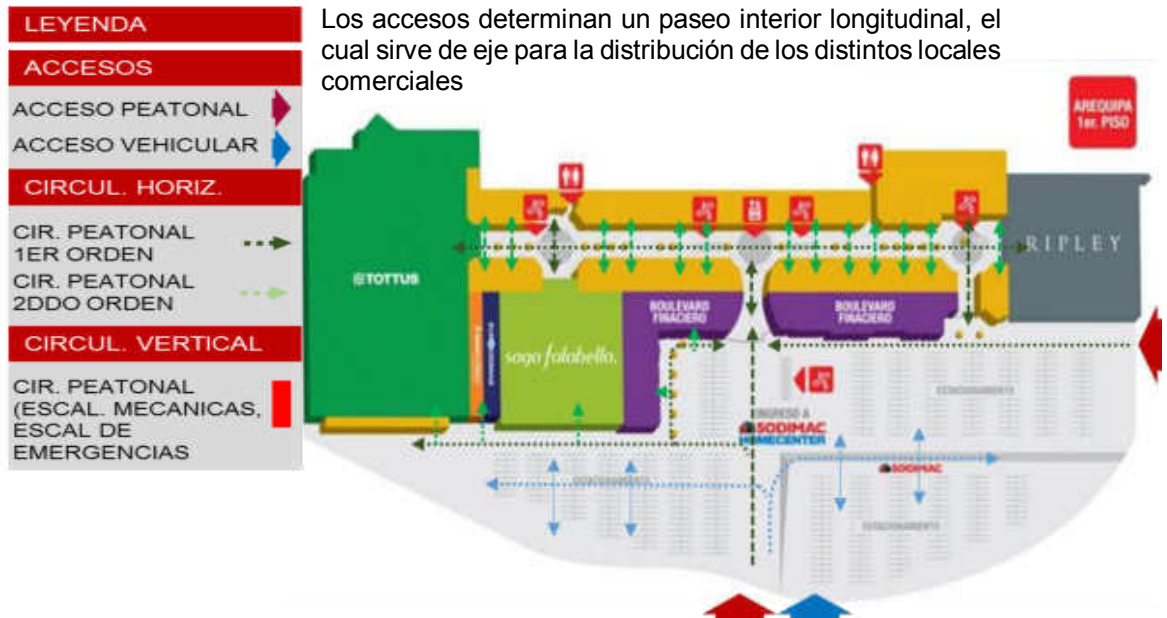 LEYENDA
ACCESOS
ACCESO PEATONAL
ACCESO VEHICULAR
CIRCUL. HORIZ.
CIR. PEATONAL
1ER ORDEN
CIR. PEATONAL
2DDO ORDEN
CIRCUL. VERTICAL
CIR. PEATONAL
(ESCAL. MECANICAS,
ESCAL DE
EMERGENCIAS
Los accesos determinan un paseo interior longitudinal, el
cual sirve de eje para la distribución de los distintos locales
comerciales
AREQUIPA
1er. PISO
TOTTUS
saga falabella.
BOULEVARD
FINACIERO
BOULEVARD
FINACIERO
RIPLEY
INGRESO A
SODIMAC
HOMECENTER
ESTACIONAMIENTO
SODIMAC
ESTACIONAMIENTO
ESTACIONAMIENTO